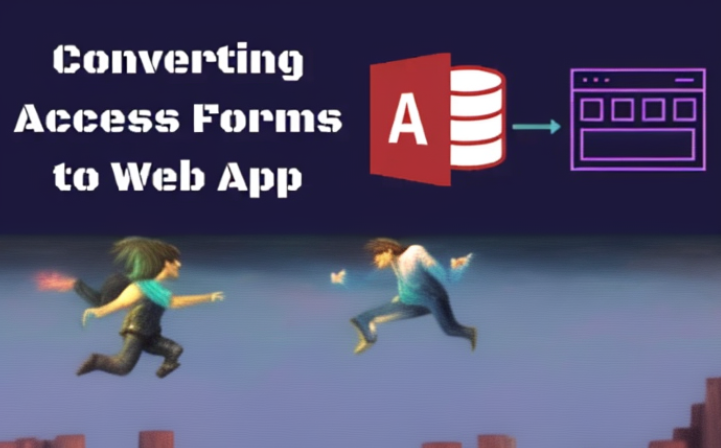 Converting
Access Forms
to Web App
A